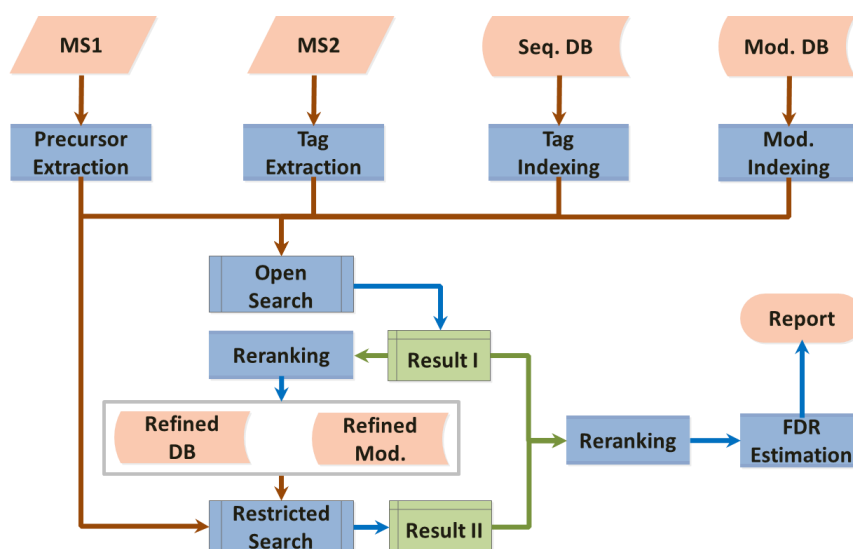 MS1
MS2
Seq. DB
Mod. DB
Precursor
Extraction
Tag
Extraction
Tag
Indexing
Mod.
Indexing
Open
Search
Report
Reranking
Result I
Refined
DB
Refined
Mod.
Reranking
FDR
Estimation
Restricted
Search
Result II